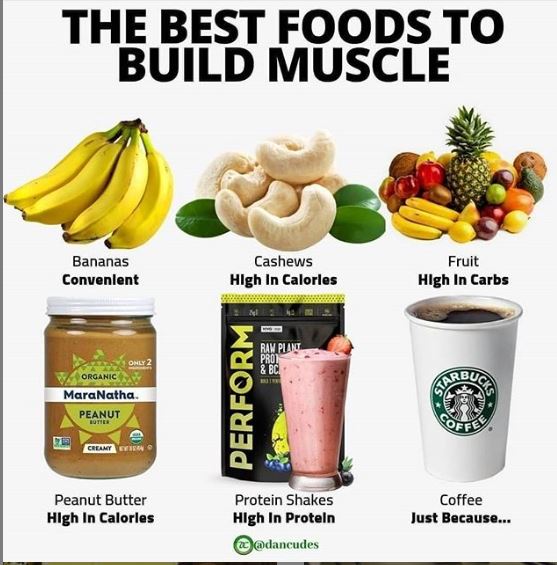 THE BEST FOODS TO
BUILD MUSCLE
Bananas
Convenient
Cashews
High In Calories
Fruit
High In Carbs
ONLY 2
INGREDIENTS
ORGANIC
MaraNatha.
PEANUT
BUTTER
CREAMY
PERFORM
RAW PLANT
STARBUCKS
COFFEE
Peanut Butter
High In Calories
Protein Shakes
High In Protein
Coffee
Just Because...
@dancudes